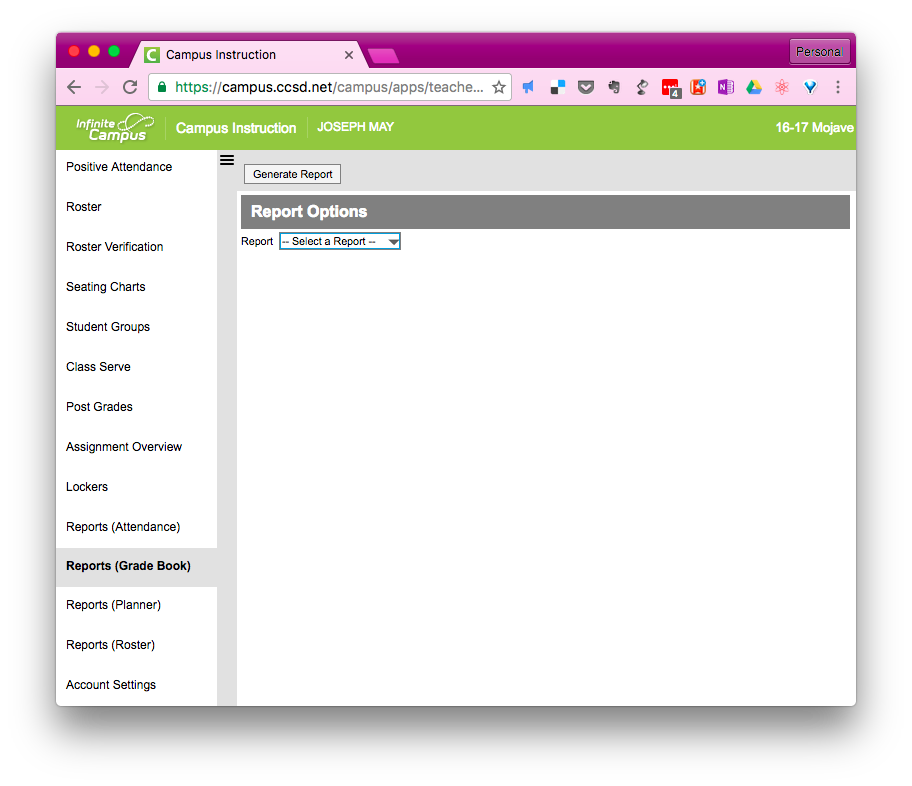 Campus Instruction
Personal
https://campus.ccsd.net/campus/apps/teache...
4
Infinite Campus
Campus Instruction
JOSEPH MAY
16-17 Mojave
Positive Attendance
Roster
Roster Verification
Seating Charts
Student Groups
Class Serve
Post Grades
Assignment Overview
Lockers
Reports (Attendance)
Reports (Grade Book)
Reports (Planner)
Reports (Roster)
Account Settings
Generate Report
Report Options
Report -- Select a Report --